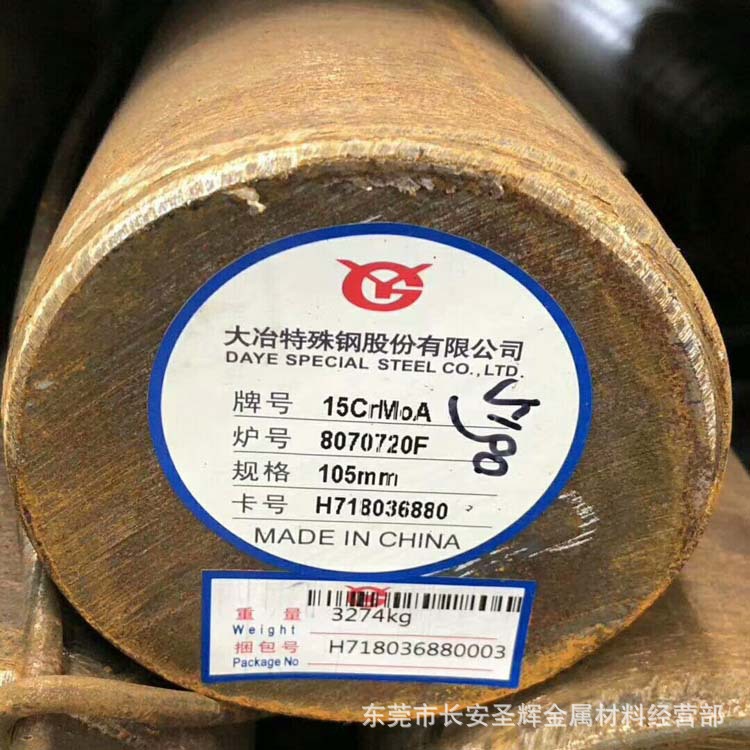 大冶特殊钢股份有限公司
DAYE SPECIAL STEEL CO.,LTD.
牌号 15CrMoA
炉号 8070720F
规格 105mm
卡号 H718036880
MADE IN CHINA
重量 3274kg
Weight
捆包号 H718036880003
Package No
东莞市长安圣辉金属材料经营部